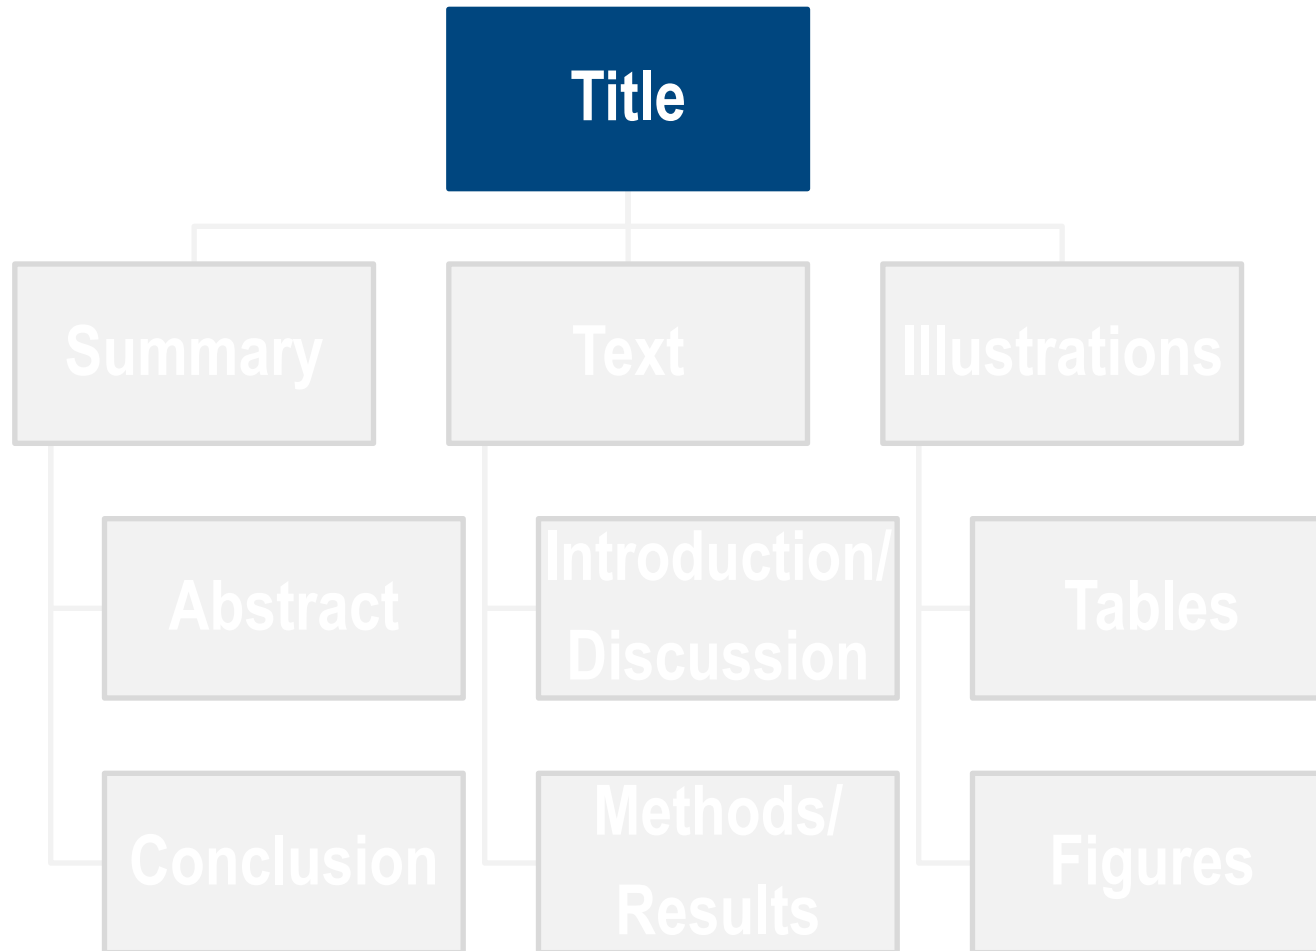 Title
Summary
Text
Illustrations
Abstract
Introduction/
Discussion
Tables
Conclusion
Methods/
Results
Figures